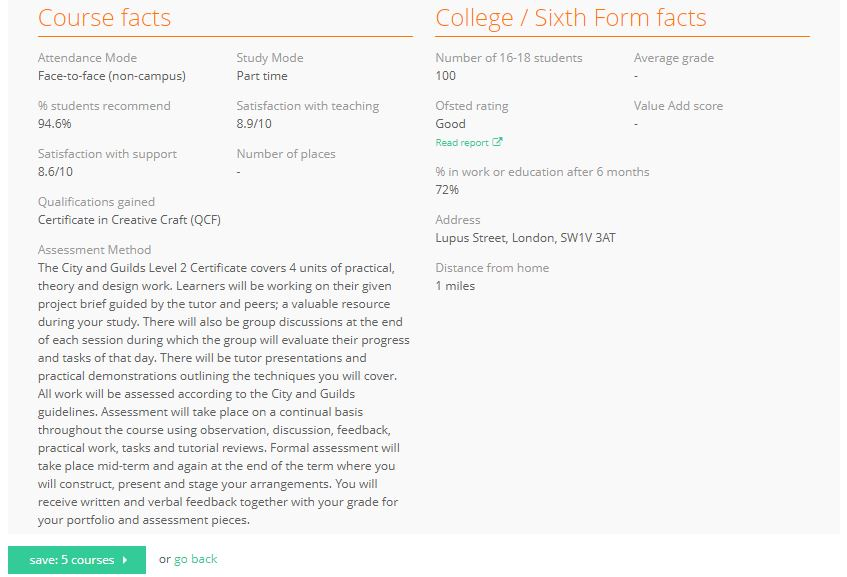 Course facts
Attendance Mode
Face-to-face (non-campus)
Study Mode
Part time
% students recommend
94.6%
Satisfaction with teaching
8.9/10
Satisfaction with support
8.6/10
Number of places
-
Qualifications gained
Certificate in Creative Craft (QCF)
Assessment Method
The City and Guilds Level 2 Certificate covers 4 units of practical,
theory and design work. Learners will be working on their given
project brief guided by the tutor and peers; a valuable resource
during your study. There will also be group discussions at the end
of each session during which the group will evaluate their progress
and tasks of that day. There will be tutor presentations and
practical demonstrations outlining the techniques you will cover.
All work will be assessed according to the City and Guilds
guidelines. Assessment will take place on a continual basis
throughout the course using observation, discussion, feedback,
practical work, tasks and tutorial reviews. Formal assessment will
take place mid-term and again at the end of the term where you
will construct, present and stage your arrangements. You will
receive written and verbal feedback together with your grade for
your portfolio and assessment pieces.
College / Sixth Form facts
Number of 16-18 students
100
Average grade
-
Ofsted rating
Good
Read report
Value Add score
-
% in work or education after 6 months
72%
Address
Lupus Street, London, SW1V 3AT
Distance from home
1 miles
save: 5 courses
or go back